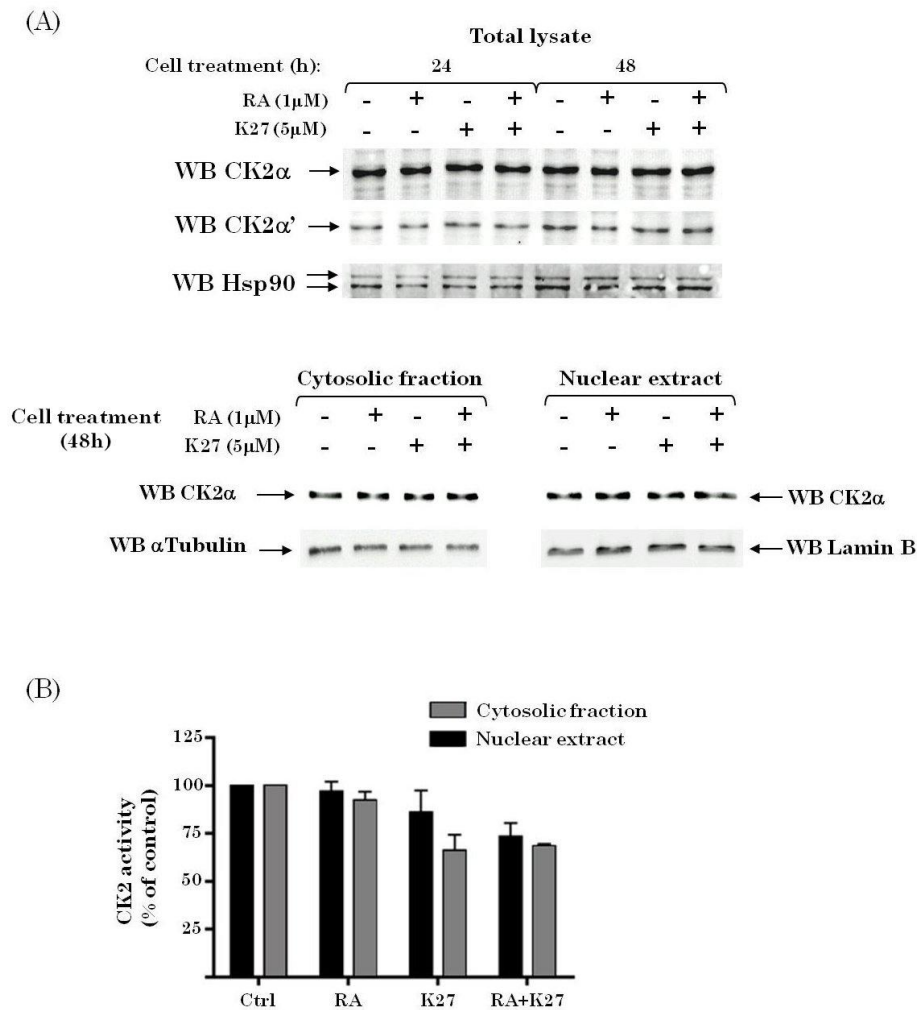 (A)
Total lysate
Cell treatment (h): 24 48
RA (1μM) - + - + - + - +
K27 (5μM) - - + + - - + +
WB CK2α
WB CK2α’
WB Hsp90
Cytosolic fraction Nuclear extract
Cell treatment (48h)
RA (1μM) - + - + - + - +
K27 (5μM) - - + + - - + +
WB CK2α WB CK2α
WB αTubulin WB Lamin B
(B)
Cytosolic fraction
Nuclear extract
CK2 activity
(% of control)
125
100
75
50
25
Ctrl RA K27 RA+K27